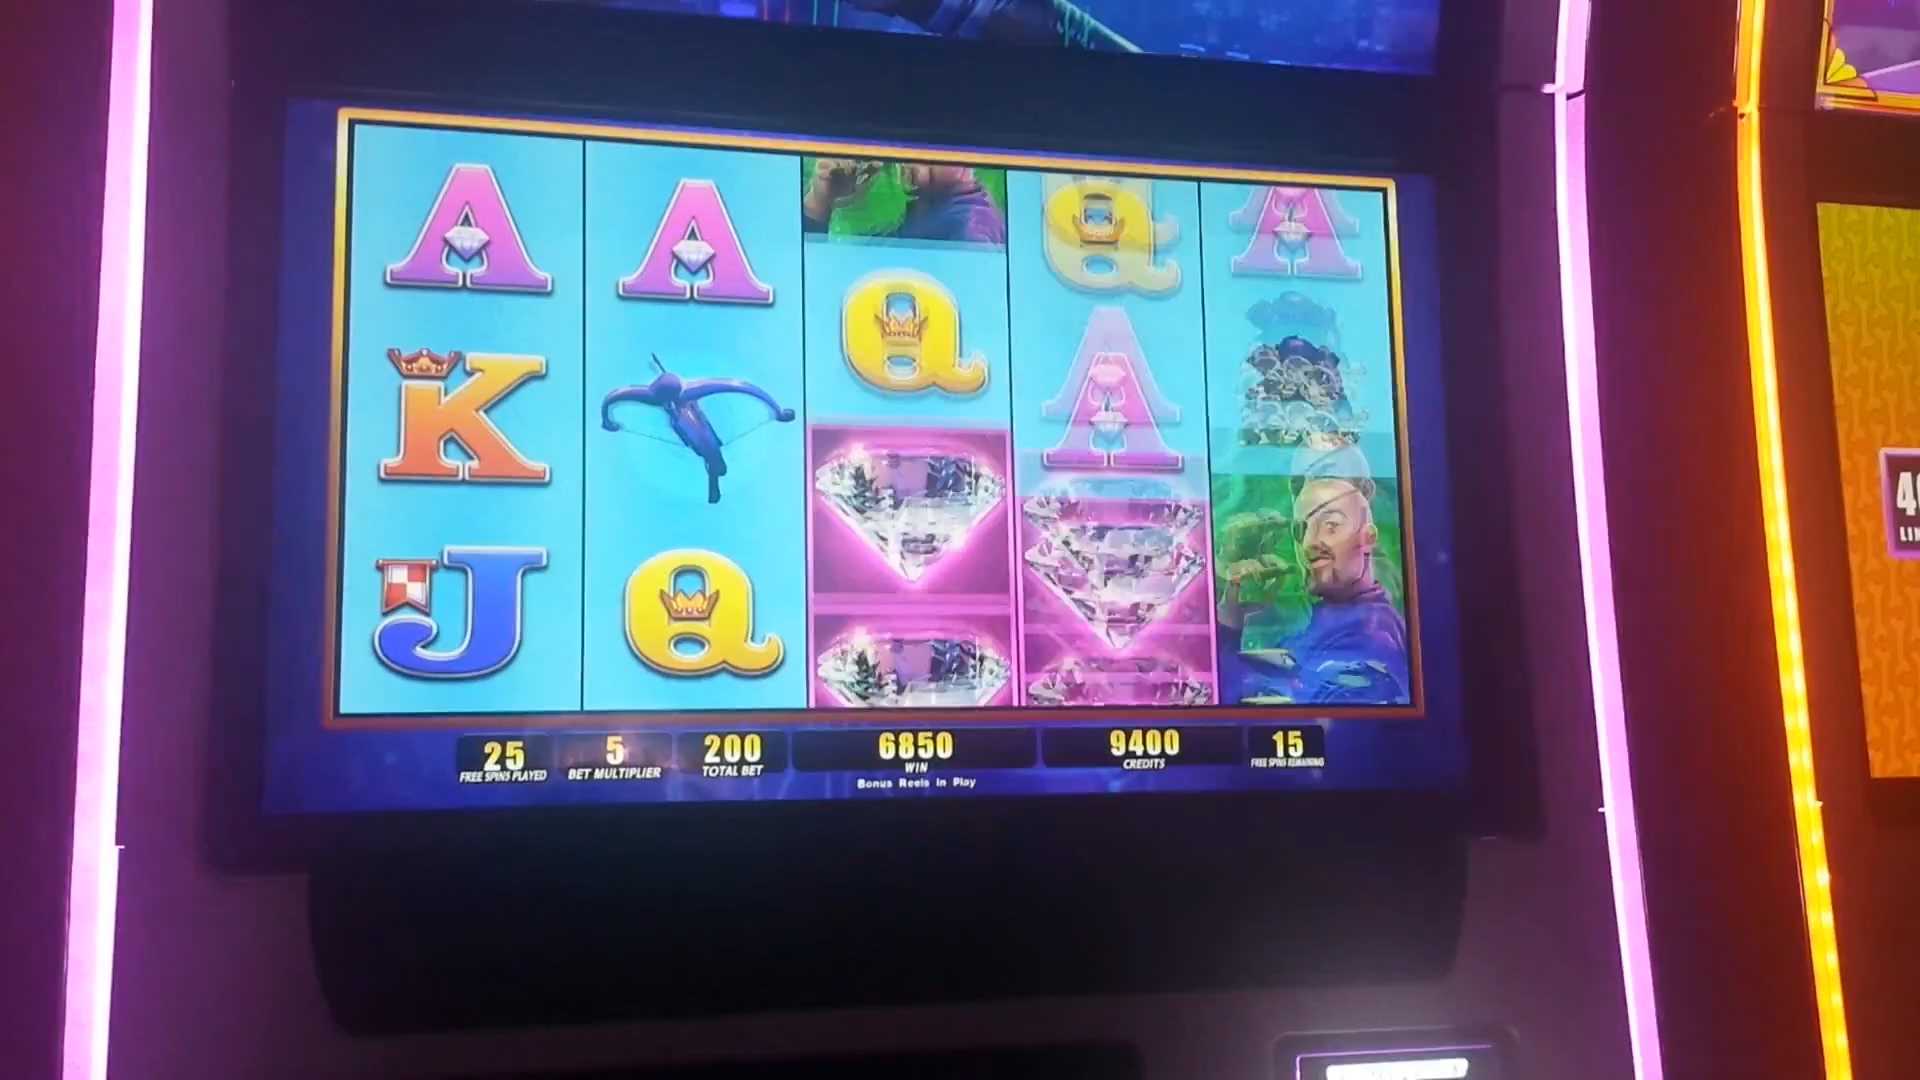 A A Q A
K Q A
J Q
25 5 200 6850 9400 15
FREE SPINS PLAYED BET MULTIPLIER TOTAL BET WIN CREDITS FREE SPINS REMAINING
Bonus Reels In Play